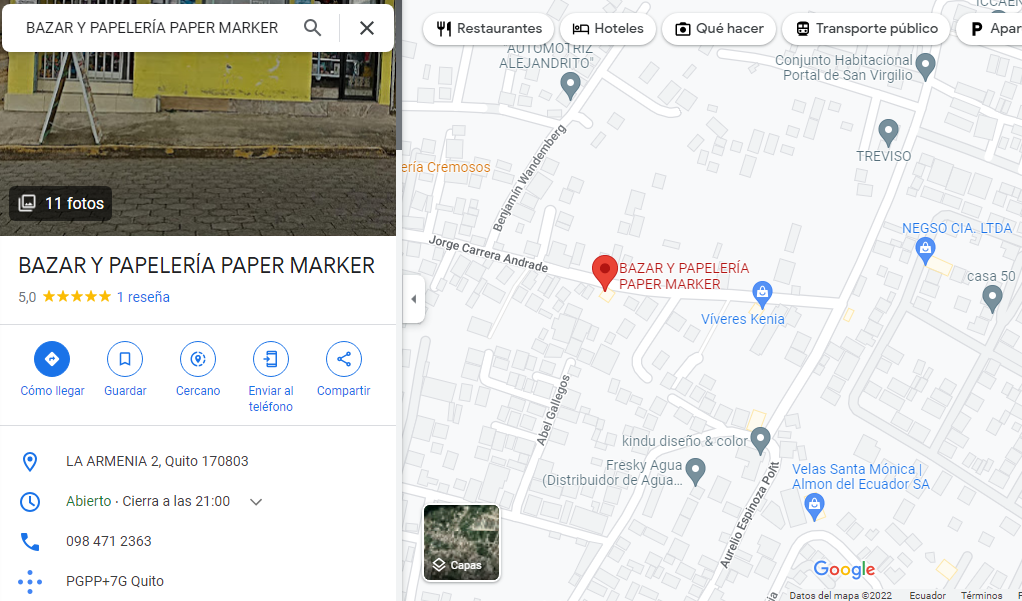 BAZAR Y PAPELERÍA PAPER MARKER
11 fotos
BAZAR Y PAPELERÍA PAPER MARKER
5,0 ★★★★★ 1 reseña
Cómo llegar
Guardar
Cercano
Enviar al
teléfono
Compartir
LA ARMENIA 2, Quito 170803
Abierto · Cierra a las 21:00
098 471 2363
PGPP+7G Quito
Restaurantes
Hoteles
Qué hacer
Transporte público
P Apar
AUTOMOTRIZ
ALEJANDRITO"
Conjunto Habitacional
Portal de San Virgilio
TREVISO
ería Cremosos
Benjamín Wandemberg
Jorge Carrera Andrade
NEGSO CIA. LTDA
casa 50
BAZAR Y PAPELERÍA
PAPER MARKER
Víveres Kenia
Abel Gallegos
kindu diseño & color
Fresky Agua
(Distribuidor de Agua...
Velas Santa Mónica |
Almon del Ecuador SA
Aurelio Espinoza Polit
Capas
Google
Datos del mapa ©2022
Ecuador
Términos